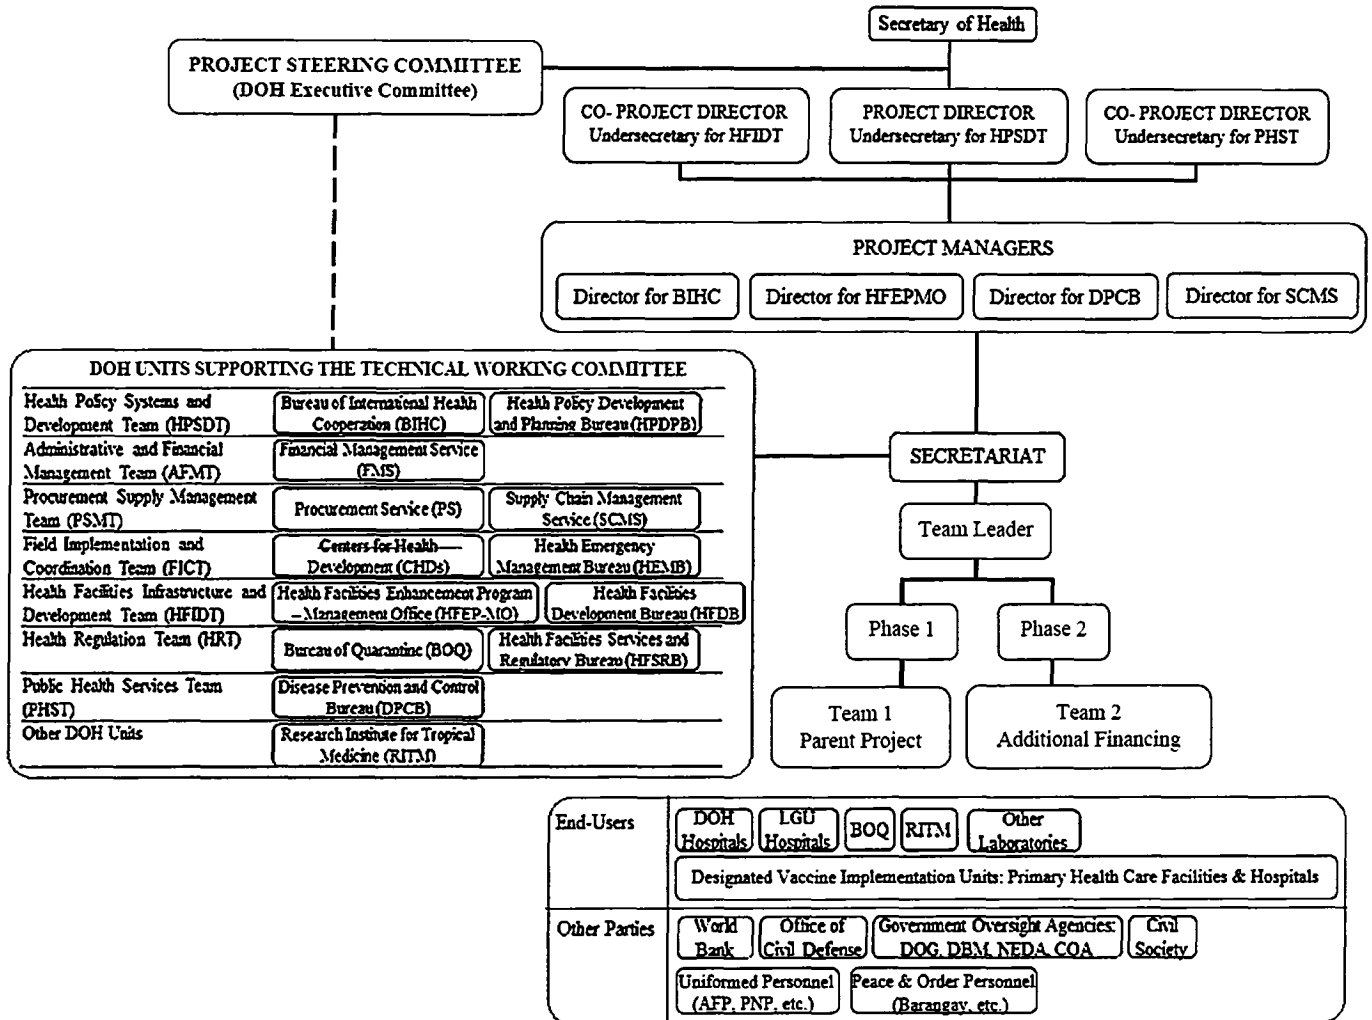 Secretary of Health
PROJECT STEERING COMMITTEE
(DOH Executive Committee)
CO- PROJECT DIRECTOR
Undersecretary for HFIDT
PROJECT DIRECTOR
Undersecretary for HPSDT
CO- PROJECT DIRECTOR
Undersecretary for PHST
PROJECT MANAGERS
Director for BIHC
Director for HFEPMO
Director for DPCB
Director for SCMS
DOH UNITS SUPPORTING THE TECHNICAL WORKING COMMITTEE
Health Policy Systems and
Development Team (HPSDT)
Bureau of International Health
Cooperation (BIHC)
Health Policy Development
and Planning Bureau (HPDPB)
Administrative and Financial
Management Team (AFMT)
Financial Management Service
(FMS)
Procurement Supply Management
Team (PSMT)
Procurement Service (PS)
Supply Chain Management
Service (SCMS)
Field Implementation and
Coordination Team (FICT)
Centers for Health
Development (CHDs)
Health Emergency
Management Bureau (HEMB)
Health Facilities Infrastructure and
Development Team (HFIDT)
Health Facilities Enhancement Program
Management Office (HFEP-MO)
Health Facilities
Development Bureau (HFDB
Health Regulation Team (HRT)
Bureau of Quarantine (BOQ)
Health Facilities Services and
Regulatory Bureau (HFSRB)
Public Health Services Team
(PHST)
Disease Prevention and Control
Bureau (DPCB)
Other DOH Units
Research Institute for Tropical
Medicine (RITM)
SECRETARIAT
Team Leader
Phase 1
Phase 2
Team 1
Parent Project
Team 2
Additional Financing
End-Users
DOH
Hospitals
LGU
Hospitals
BOQ
RITM
Other
Laboratories
Designated Vaccine Implementation Units: Primary Health Care Facilities & Hospitals
Other Parties
World
Bank
Office of
Civil Defense
Government Oversight Agencies:
DOG, DBM, NEDA, COA
Civil
Society
Uniformed Personnel
(AFP, PNP, etc.)
Peace & Order Personnel
(Barangay, etc.)